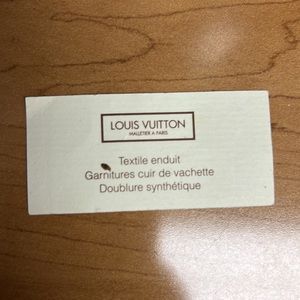 LOUIS VUITTON
MALLETIER A PARIS
Textile enduit
Garnitures cuir de vachette
Doublure synthétique